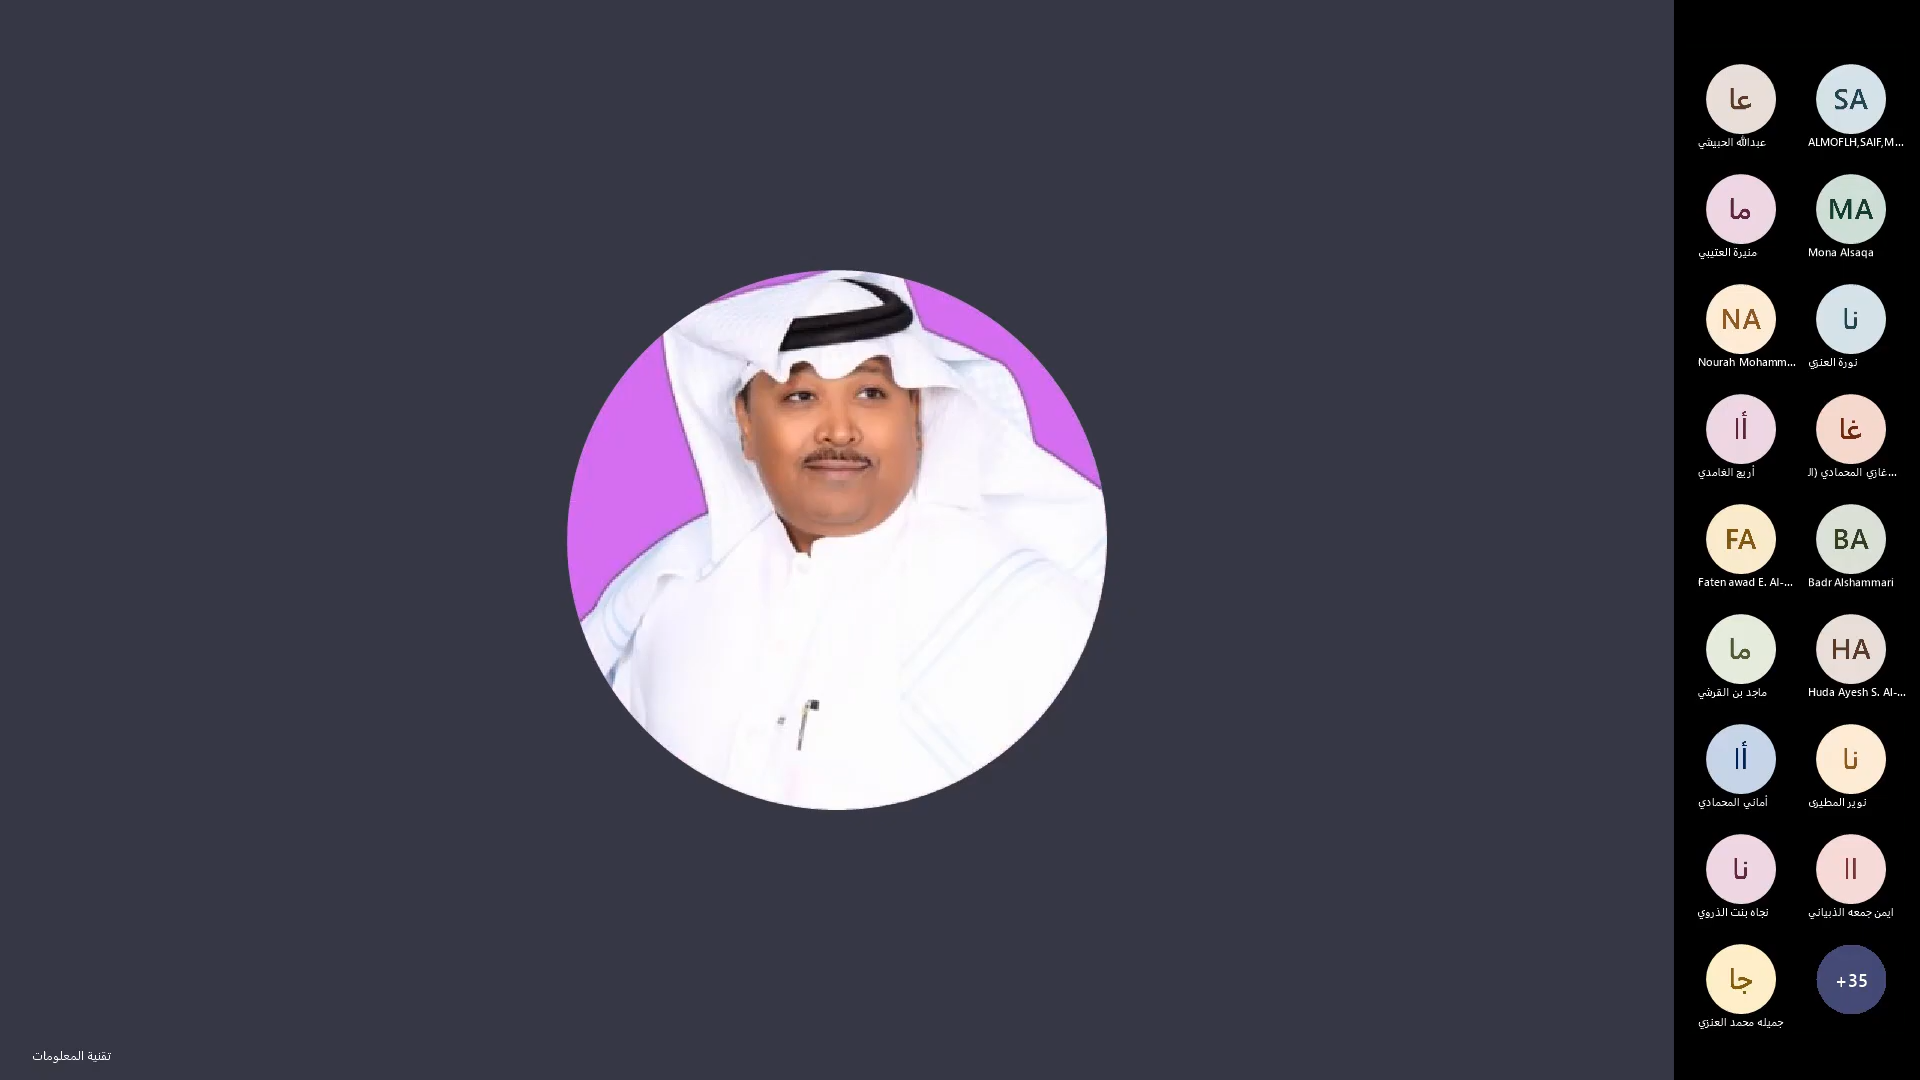 عا
SA
عبدالله الحبيشي
ALMOFLH,SAIF,M...
ما
MA
منيرة العتيبي
Mona Alsaqa
NA
نا
Nourah Mohamm...
نورة العنزي
أا
غا
أريج الغامدي
غازي المحمادي (ال...
FA
BA
Faten awad E. Al-...
Badr Alshammari
ما
HA
ماجد بن القرشي
Huda Ayesh S. Al-...
أا
نا
أماني المحمادي
نوير المطيرى
نا
اا
نجاه بنت الذروي
ايمن جمعه الذبياني
جا
+35
جميله محمد العنزي
تقنية المعلومات